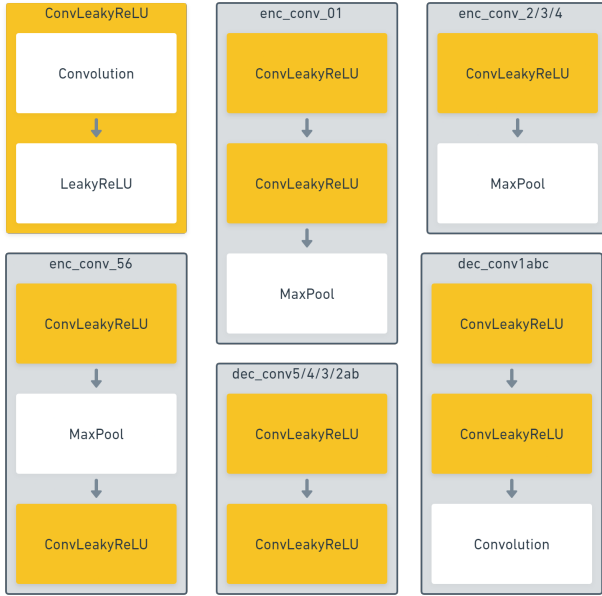 ConvLeakyReLU
Convolution
LeakyReLU
enc_conv_01
ConvLeakyReLU
ConvLeakyReLU
MaxPool
enc_conv_2/3/4
ConvLeakyReLU
MaxPool
enc_conv_56
ConvLeakyReLU
MaxPool
ConvLeakyReLU
dec_conv5/4/3/2ab
ConvLeakyReLU
ConvLeakyReLU
dec_conv1abc
ConvLeakyReLU
ConvLeakyReLU
Convolution